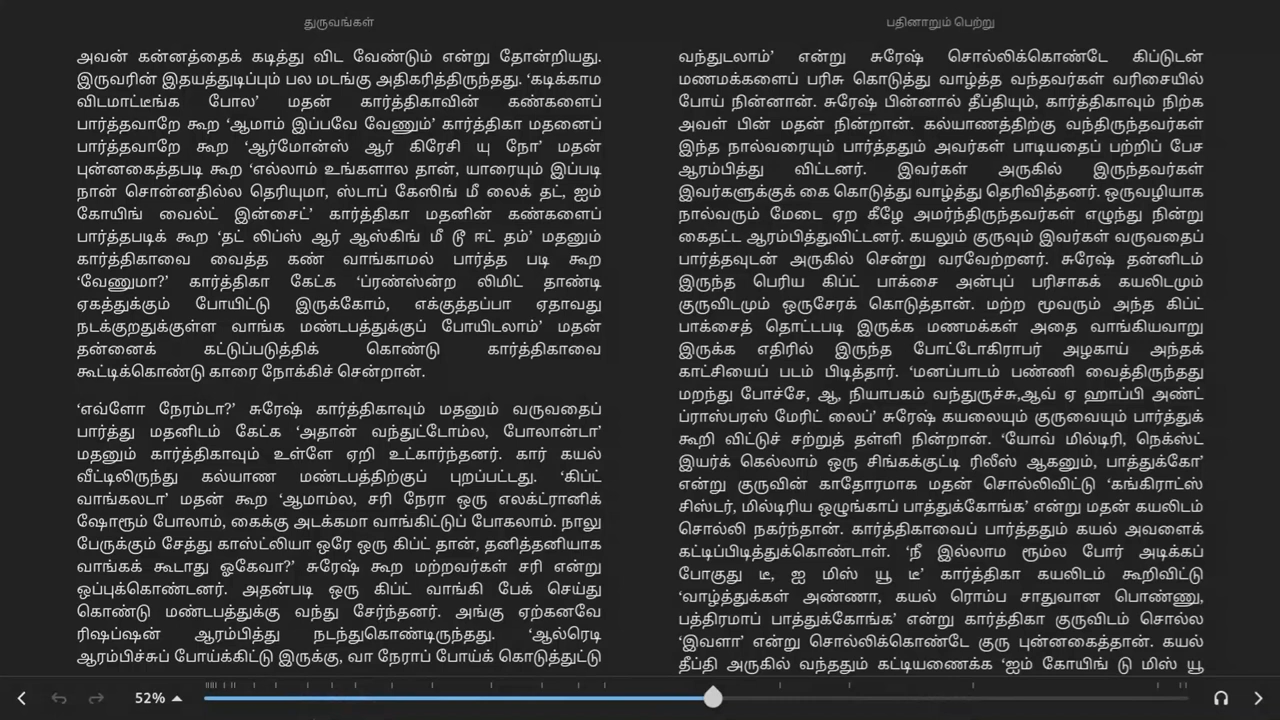 துருவங்கள்
அவன் கன்னத்தைக் கடித்து விட வேண்டும் என்று தோன்றியது.
இருவரின் இதயத்துடிப்பும் பல மடங்கு அதிகரித்திருந்தது. ‘கடிக்காம
விடமாட்டீங்க போல’ மதன் கார்த்திகாவின் கண்களைப்
பார்த்தவாறே கூற ‘ஆமாம் இப்பவே வேணும்’ கார்த்திகா மதனைப்
பார்த்தவாறே கூற ‘ஆர்மோன்ஸ் ஆர் கிரேசி யு நோ’ மதன்
புன்னகைத்தபடி கூற ‘எல்லாம் உங்களால தான், யாரையும் இப்படி
நான் சொன்னதில்ல தெரியுமா, ஸ்டாப் கேஸிங் மீ லைக் தட், ஐம்
கோயிங் வைல்ட் இன்சைட்’ கார்த்திகா மதனின் கண்களைப்
பார்த்தபடிக் கூற ‘தட் லிப்ஸ் ஆர் ஆஸ்கிங் மீ டூ ஈட் தம்’ மதனும்
கார்த்திகாவை வைத்த கண் வாங்காமல் பார்த்த படி கூற
‘வேணுமா?’ கார்த்திகா கேட்க ‘ப்ரண்ஸ்ன்ற லிமிட் தாண்டி
ஏகத்துக்கும் போயிட்டு இருக்கோம், எக்குத்தப்பா ஏதாவது
நடக்குறதுக்குள்ள வாங்க மண்டபத்துக்குப் போயிடலாம்’ மதன்
தன்னைக் கட்டுப்படுத்திக் கொண்டு கார்த்திகாவை
கூட்டிக்கொண்டு காரை நோக்கிச் சென்றான்.
‘எவ்ளோ நேரம்டா?’ சுரேஷ் கார்த்திகாவும் மதனும் வருவதைப்
பார்த்து மதனிடம் கேட்க ‘அதான் வந்துட்டோம்ல, போலான்டா’
மதனும் கார்த்திகாவும் உள்ளே ஏறி உட்கார்ந்தனர். கார் கயல்
வீட்டிலிருந்து கல்யாண மண்டபத்திற்குப் புறப்பட்டது. ‘கிப்ட்
வாங்கலடா’ மதன் கூற ‘ஆமாம்ல, சரி நேரா ஒரு எலக்ட்ரானிக்
ஷோரூம் போலாம், கைக்கு அடக்கமா வாங்கிட்டுப் போகலாம். நாலு
பேருக்கும் சேத்து காஸ்ட்லியா ஒரே ஒரு கிப்ட் தான், தனித்தனியாக
வாங்கக் கூடாது ஓகேவா?’ சுரேஷ் கூற மற்றவர்கள் சரி என்று
ஒப்புக்கொண்டனர். அதன்படி ஒரு கிப்ட் வாங்கி பேக் செய்து
கொண்டு மண்டபத்துக்கு வந்து சேர்ந்தனர். அங்கு ஏற்கனவே
ரிஷப்ஷன் ஆரம்பித்து நடந்துகொண்டிருந்தது. ‘ஆல்ரெடி
ஆரம்பிச்சுப் போய்க்கிட்டு இருக்கு, வா நேராப் போய்க் கொடுத்துட்டு
பதினாறும் பெற்று
வந்துடலாம்’ என்று சுரேஷ் சொல்லிக்கொண்டே கிப்டுடன்
மணமக்களைப் பரிசு கொடுத்து வாழ்த்த வந்தவர்கள் வரிசையில்
போய் நின்னான். சுரேஷ் பின்னால் தீப்தியும், கார்த்திகாவும் நிற்க
அவள் பின் மதன் நின்றான். கல்யாணத்திற்கு வந்திருந்தவர்கள்
இந்த நால்வரையும் பார்த்ததும் அவர்கள் பாடியதைப் பற்றிப் பேச
ஆரம்பித்து விட்டனர். இவர்கள் அருகில் இருந்தவர்கள்
இவர்களுக்குக் கை கொடுத்து வாழ்த்து தெரிவித்தனர். ஒருவழியாக
நால்வரும் மேடை ஏற கீழே அமர்ந்திருந்தவர்கள் எழுந்து நின்று
கைதட்ட ஆரம்பித்துவிட்டனர். கயலும் குருவும் இவர்கள் வருவதைப்
பார்த்தவுடன் அருகில் சென்று வரவேற்றனர். சுரேஷ் தன்னிடம்
இருந்த பெரிய கிப்ட் பாக்சை அன்புப் பரிசாகக் கயலிடமும்
குருவிடமும் ஒருசேரக் கொடுத்தான். மற்ற மூவரும் அந்த கிப்ட்
பாக்சைத் தொட்டபடி இருக்க மணமக்கள் அதை வாங்கியவாறு
இருக்க எதிரில் இருந்த போட்டோகிராபர் அழகாய் அந்தக்
காட்சியைப் படம் பிடித்தார். ‘மனப்பாடம் பண்ணி வைத்திருந்தது
மறந்து போச்சே, ஆ, நியாபகம் வந்துருச்சு,ஆவ் ஏ ஹாப்பி அண்ட்
ப்ராஸ்பரஸ் மேரிட் லைப்’ சுரேஷ் கயலையும் குருவையும் பார்த்துக்
கூறி விட்டுச் சற்றுத் தள்ளி நின்றான். ‘யோவ் மில்டிரி, நெக்ஸ்ட்
இயர்க் கெல்லாம் ஒரு சிங்கக்குட்டி ரிலீஸ் ஆகனும், பாத்துக்கோ’
என்று குருவின் காதோரமாக மதன் சொல்லிவிட்டு ‘கங்கிராட்ஸ்
சிஸ்டர், மில்டிரிய ஒழுங்காப் பாத்துக்கோங்க’ என்று மதன் கயலிடம்
சொல்லி நகர்ந்தான். கார்த்திகாவைப் பார்த்ததும் கயல் அவளைக்
கட்டிப்பிடித்துக்கொண்டாள். ‘நீ இல்லாம ரூம்ல போர் அடிக்கப்
போகுது டீ, ஐ மிஸ் யூ டீ’ கார்த்திகா கயலிடம் கூறிவிட்டு
‘வாழ்த்துக்கள் அண்ணா, கயல் ரொம்ப சாதுவான பொண்ணு,
பத்திரமாப் பாத்துக்கோங்க’ என்று கார்த்திகா குருவிடம் சொல்ல
‘இவளா’ என்று சொல்லிக்கொண்டே குரு புன்னகைத்தான். கயல்
தீப்தி அருகில் வந்ததும் கட்டியணைக்க ‘ஐம் கோயிங் டு மிஸ் யூ
52%